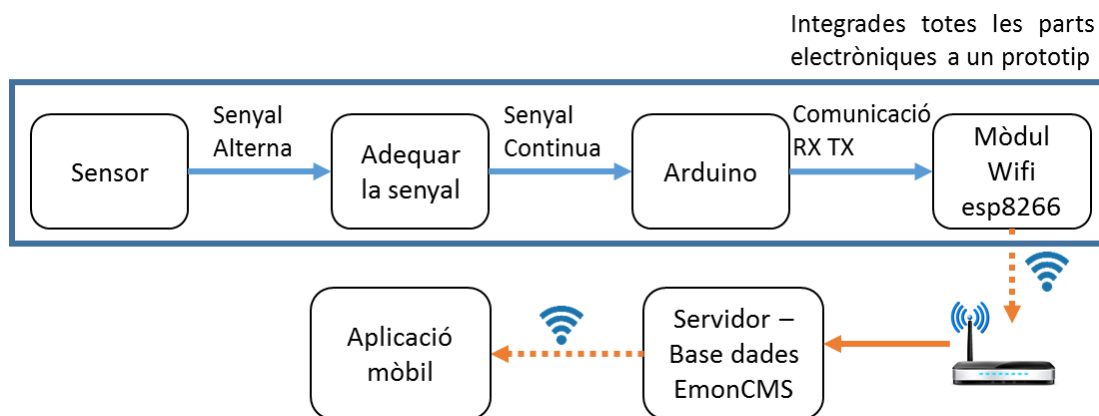 Integrades totes les parts
electròniques a un prototip
Sensor
Senyal
Alterna
Adequar
la senyal
Senyal
Continua
Arduino
Comunicació
RX TX
Mòdul
Wifi
esp8266
Aplicació
mòbil
Servidor –
Base dades
EmonCMS